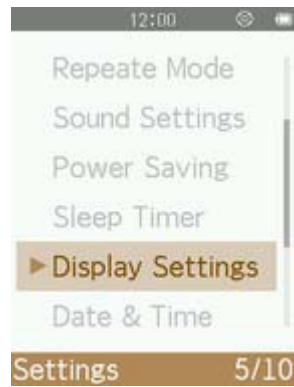 12:00
Repeate Mode
Sound Settings
Power Saving
Sleep Timer
Display Settings
Date & Time
Settings 5/10